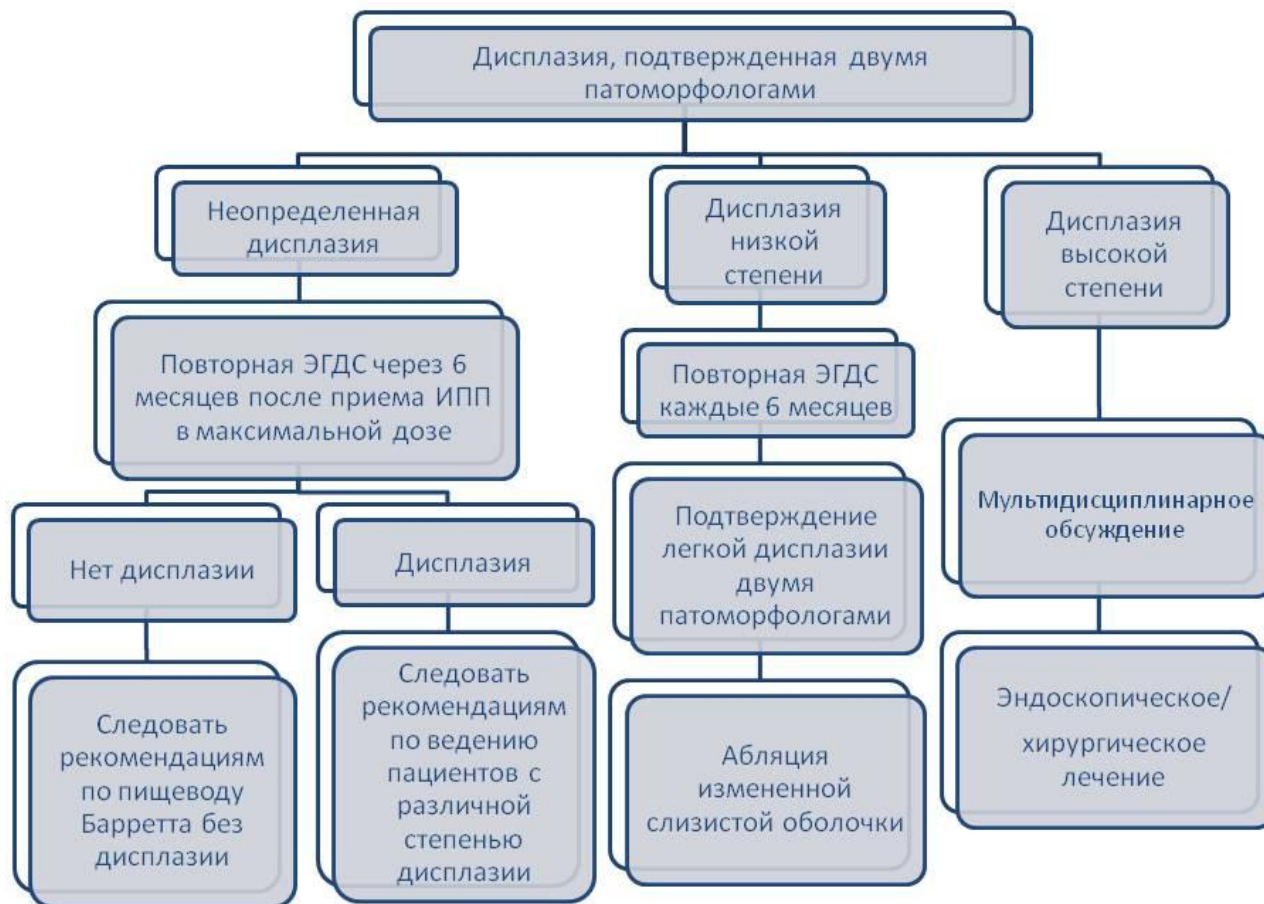 Дисплазия, подтвержденная двумя
патоморфологами
Неопределенная
дисплазия
Дисплазия
низкой
степени
Дисплазия
высокой
степени
Повторная ЭГДС через 6
месяцев после приема ИПП
в максимальной дозе
Повторная ЭГДС
каждые 6 месяцев
Мультидисциплинарное
обсуждение
Нет дисплазии
Дисплазия
Подтверждение
легкой дисплазии
двумя
патоморфологами
Следовать
рекомендациям
по пищеводу
Барретта без
дисплазии
Следовать
рекомендациям
по ведению
пациентов с
различной
степенью
дисплазии
Абляция
измененной
слизистой оболочки
Эндоскопическое/
хирургическое
лечение